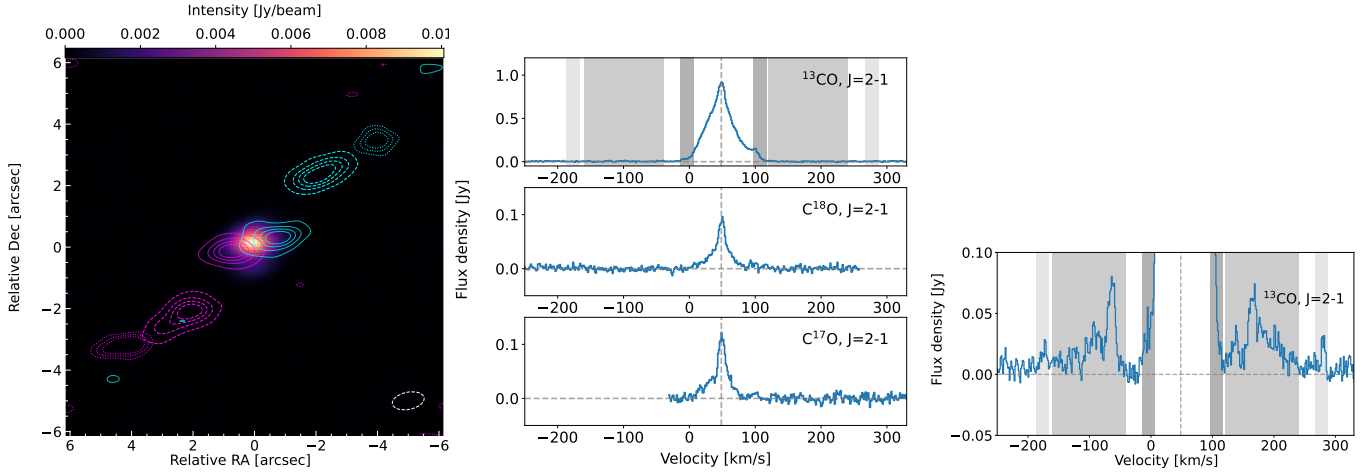 Intensity [Jy/beam]
0.000 0.002 0.004 0.006 0.008 0.01
Relative Dec [arcsec]
6
4
2
0
−2
−4
−6
6 4 2 0 −2 −4 −6
Relative RA [arcsec]
Flux density [Jy]
¹³CO, J=2-1
1.0
0.5
0.0
−200 −100 0 100 200 300
C¹⁸O, J=2-1
0.1
0.0
−200 −100 0 100 200 300
C¹⁷O, J=2-1
0.1
0.0
−200 −100 0 100 200 300
Velocity [km/s]
Flux density [Jy]
¹³CO, J=2-1
0.10
0.05
0.00
−0.05
−200 −100 0 100 200 300
Velocity [km/s]